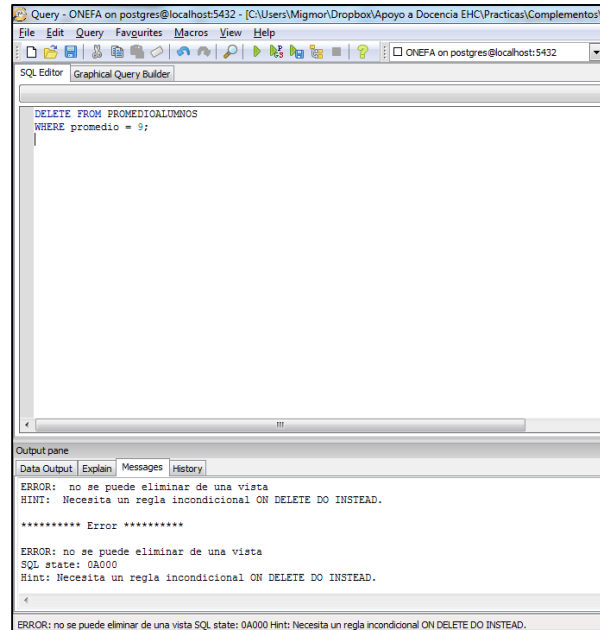 Query - ONEFA on postgres@localhost:5432 - [C:\Users\Migmor\Dropbox\Apoyo a Docencia EHC\Practicas\Complementos\
File Edit Query Favourites Macros View Help
ONEFA on postgres@localhost:5432
SQL Editor Graphical Query Builder
DELETE FROM PROMEDIOALUMNOS
WHERE promedio = 9;
Output pane
Data Output Explain Messages History
ERROR:  no se puede eliminar de una vista
HINT:  Necesita un regla incondicional ON DELETE DO INSTEAD.
********** Error **********
ERROR: no se puede eliminar de una vista
SQL state: 0A000
Hint: Necesita un regla incondicional ON DELETE DO INSTEAD.
ERROR: no se puede eliminar de una vista SQL state: 0A000 Hint: Necesita un regla incondicional ON DELETE DO INSTEAD.